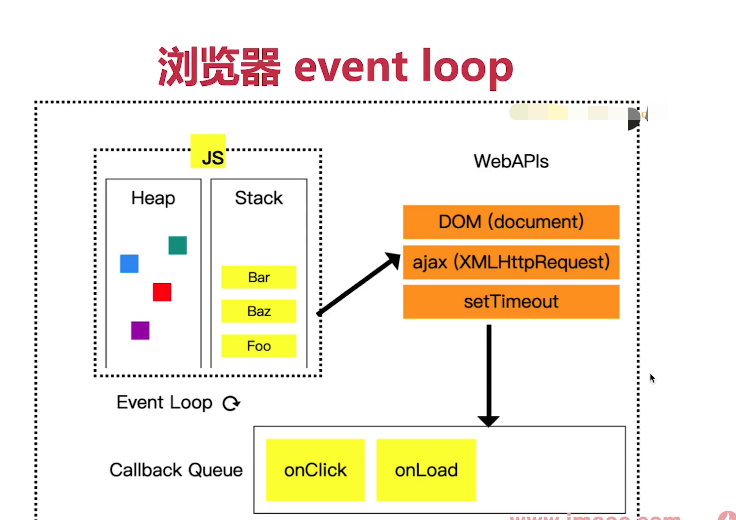 浏览器 event loop
JS
WebAPIs
Heap
Stack
DOM (document)
ajax (XMLHttpRequest)
setTimeout
Bar
Baz
Foo
Event Loop
Callback Queue
onClick
onLoad